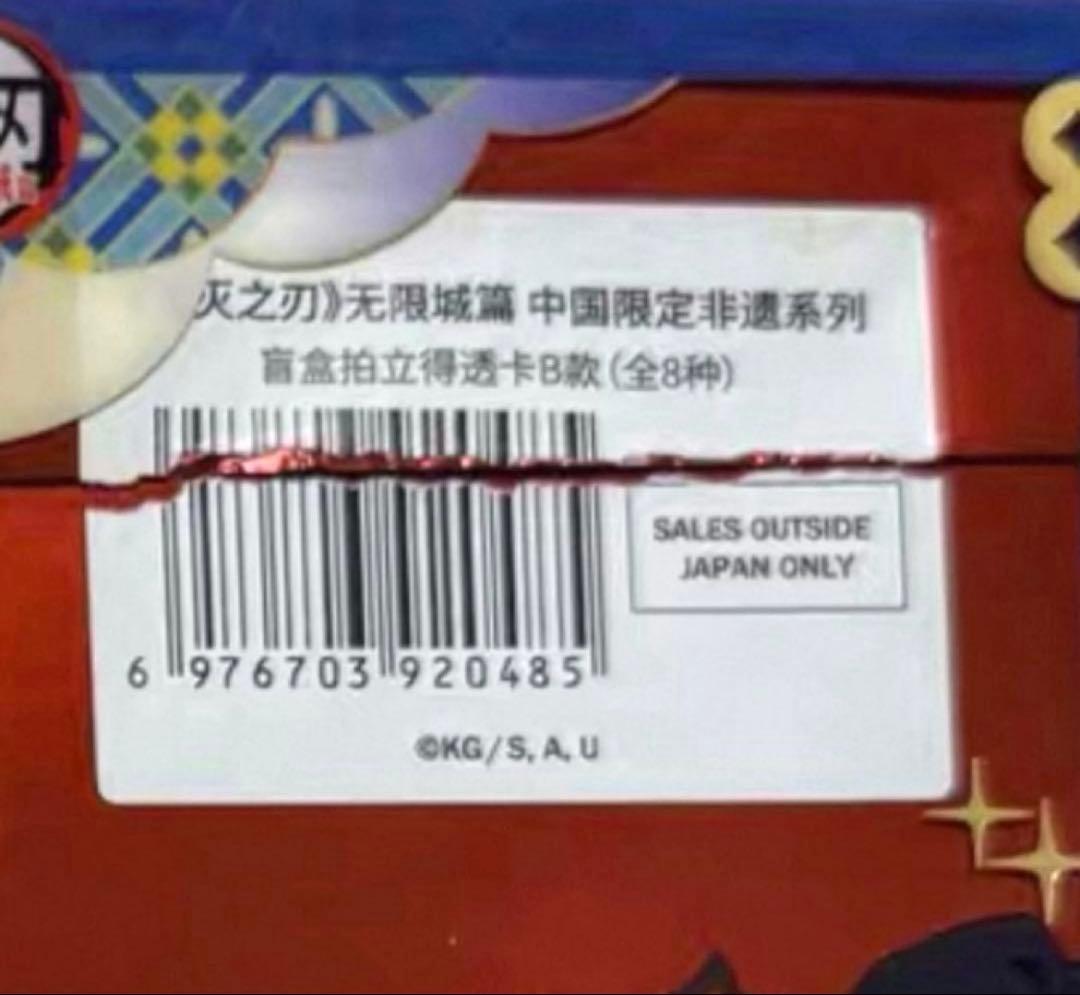 刃
灭之刃》无限城篇 中国限定非遗系列
盲盒拍立得透卡B款(全8种)
SALES OUTSIDE
JAPAN ONLY
6 976703 920485
©KG/S, A, U